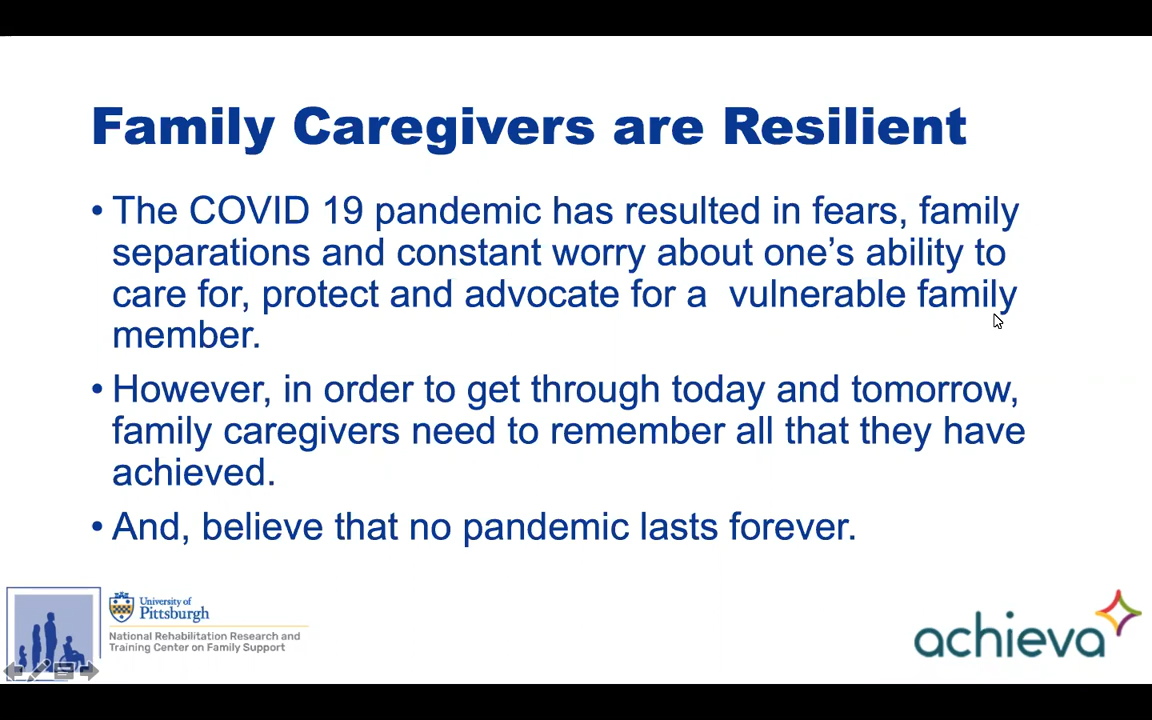 Family Caregivers are Resilient
• The COVID 19 pandemic has resulted in fears, family
separations and constant worry about one’s ability to
care for, protect and advocate for a  vulnerable family
member.
• However, in order to get through today and tomorrow,
family caregivers need to remember all that they have
achieved.
• And, believe that no pandemic lasts forever.
University of
Pittsburgh
National Rehabilitation Research and
Training Center on Family Support
achieva